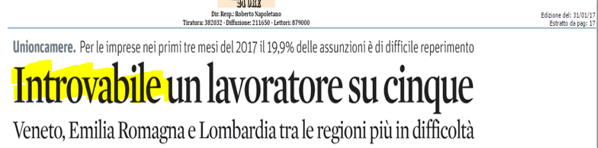 24 ORE
Dir. Resp.: Roberto Napoletano
Tiratura: 382032 - Diffusione: 211650 - Lettori: 879000
Edizione del: 31/01/17
Estratto da pag.: 17
Unioncamere. Per le imprese nei primi tre mesi del 2017 il 19,9% delle assunzioni è di difficile reperimento
Introvabile un lavoratore su cinque
Veneto, Emilia Romagna e Lombardia tra le regioni più in difficoltà